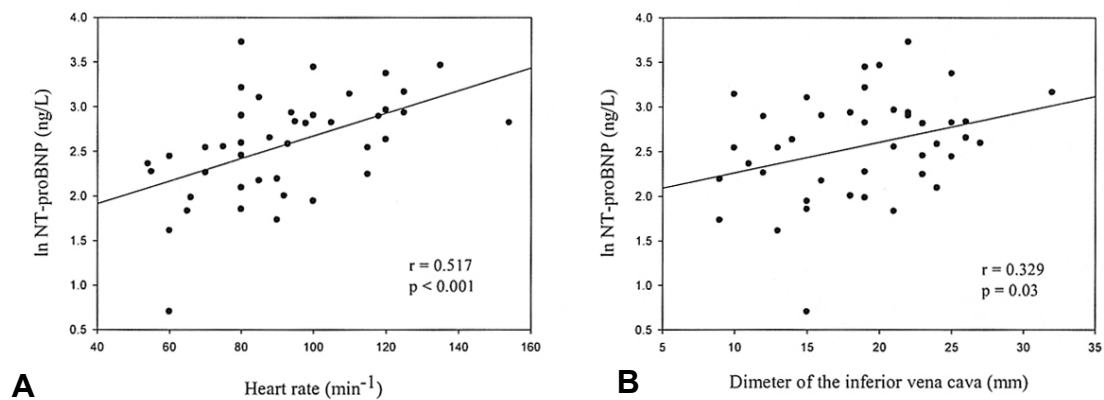 4.0
3.5
3.0
2.5
2.0
1.5
1.0
0.5
ln NT-proBNP (ng/L)
r = 0.517
p < 0.001
40 60 80 100 120 140 160
A
Heart rate (min⁻¹)
4.0
3.5
3.0
2.5
2.0
1.5
1.0
0.5
ln NT-proBNP (ng/L)
r = 0.329
p = 0.03
5 10 15 20 25 30 35
B
Dimeter of the inferior vena cava (mm)